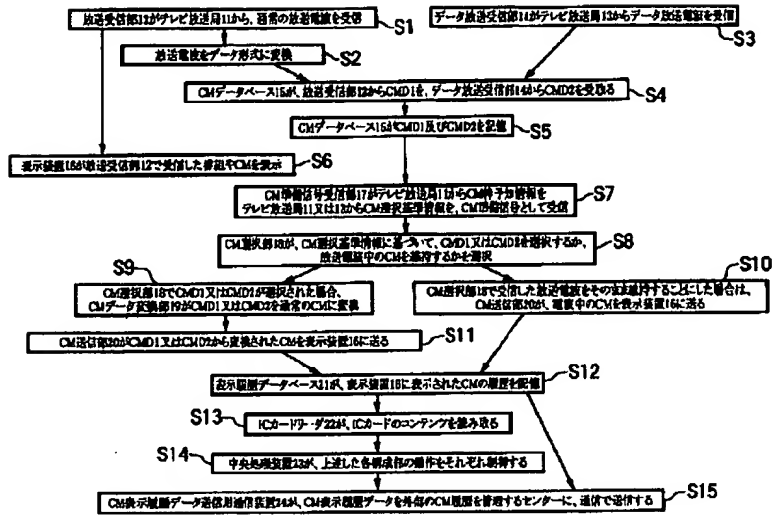 放送受信部12がテレビ放送局11から、通常の放送電波を受信
S1
データ放送受信部14がテレビ放送局13からデータ放送電波を受信
S3
放送電波をデータ形式に変換
S2
CMデータベース15が、放送受信部12からCMD1を、データ放送受信部14からCMD2を受取る
S4
CMデータベース15がCMD1及びCMD2を記憶
S5
表示装置16が放送受信部12で受信した番組やCMを表示
S6
CM準備信号受信部17がテレビ放送局11からCM枠予知情報を
テレビ放送局11又は13からCM選択基準情報を、CM準備信号として受信
S7
CM選択部18が、CM選択基準情報に基づいて、CMD1又はCMD2を選択するか、
放送電波中のCMを維持するかを選択
S8
S9
CM選択部18でCMD1又はCMD2が選択された場合、
CMデータ変換部19がCMD1又はCMD2を通常のCMに変換
S10
CM選択部18で受信した放送電波をそのまま維持することにした場合は、
CM送信部20が、電波中のCMを表示装置16に送る
CM送信部20がCMD1又はCMD2から変換されたCMを表示装置16に送る
S11
表示履歴データベース21が、表示装置16に表示されたCMの履歴を記憶
S12
S13
ICカードリーダ22が、ICカードのコンテンツを読み取る
S14
中央処理装置23が、上述した各構成部の動作をそれぞれ制御する
CM表示履歴データ送信用通信装置24が、CM表示履歴データを外部のCM履歴を管理するセンターに、通信で送信する
S15